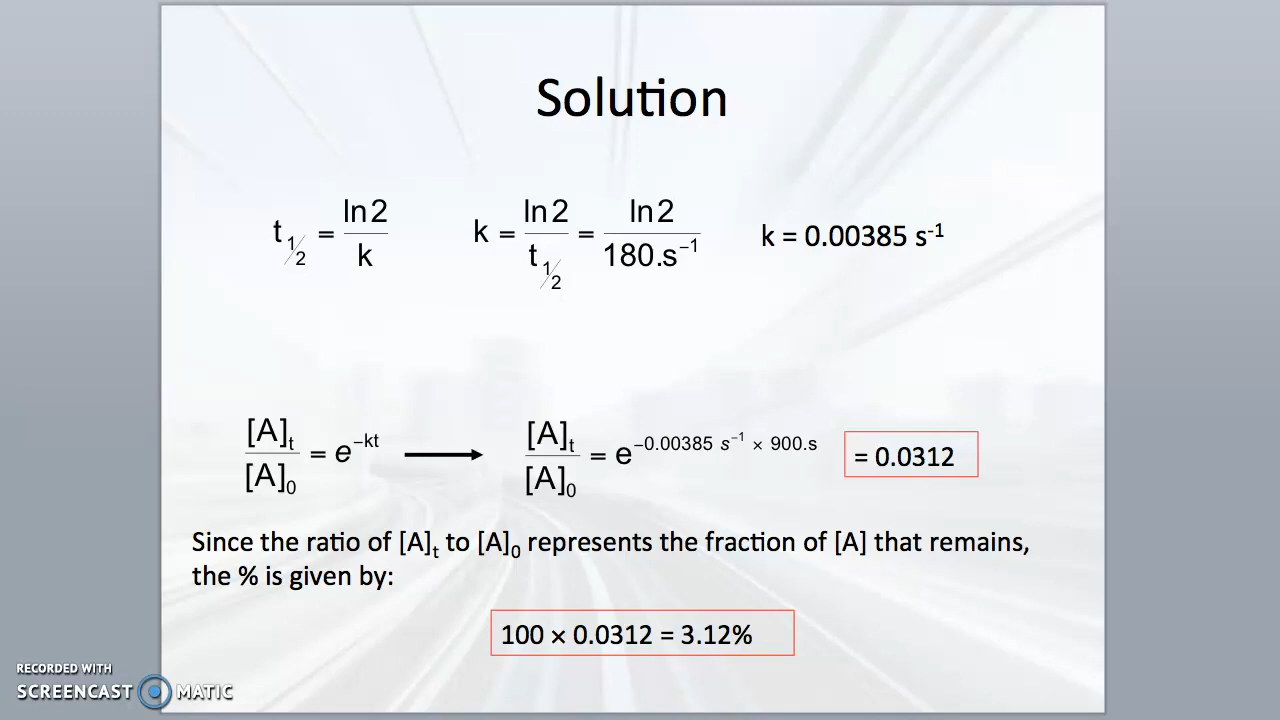 Solution
t 1/2 = ln2 / k    k = ln2 / t 1/2 = ln2 / 180.s⁻¹    k = 0.00385 s⁻¹
[A]t / [A]0 = e^−kt → [A]t / [A]0 = e^−0.00385 s⁻¹ × 900.s    = 0.0312
Since the ratio of [A]t to [A]0 represents the fraction of [A] that remains,
the % is given by:
100 × 0.0312 = 3.12%
RECORDED WITH
SCREENCAST MATIC